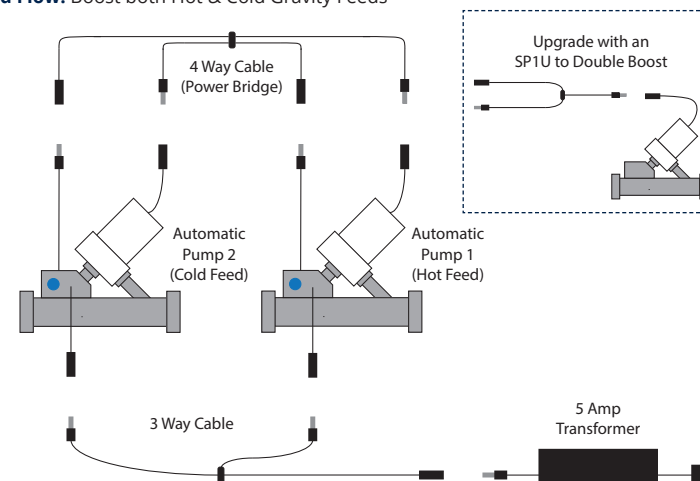 Flow: Boost both Hot & Cold Gravity Feeds
Upgrade with an
SP1U to Double Boost
4 Way Cable
(Power Bridge)
Automatic
Pump 2
(Cold Feed)
Automatic
Pump 1
(Hot Feed)
3 Way Cable
5 Amp
Transformer